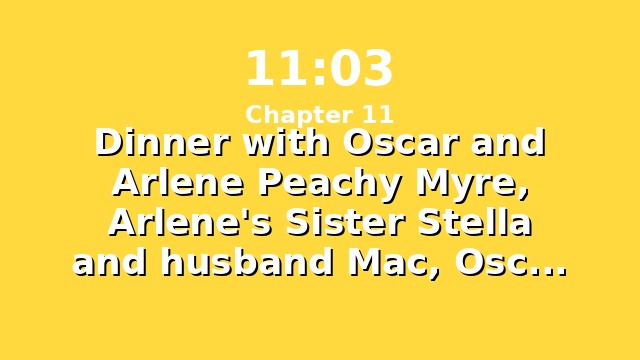 11:03
Chapter 11
Dinner with Oscar and
Arlene Peachy Myre,
Arlene's Sister Stella
and husband Mac, Osc...